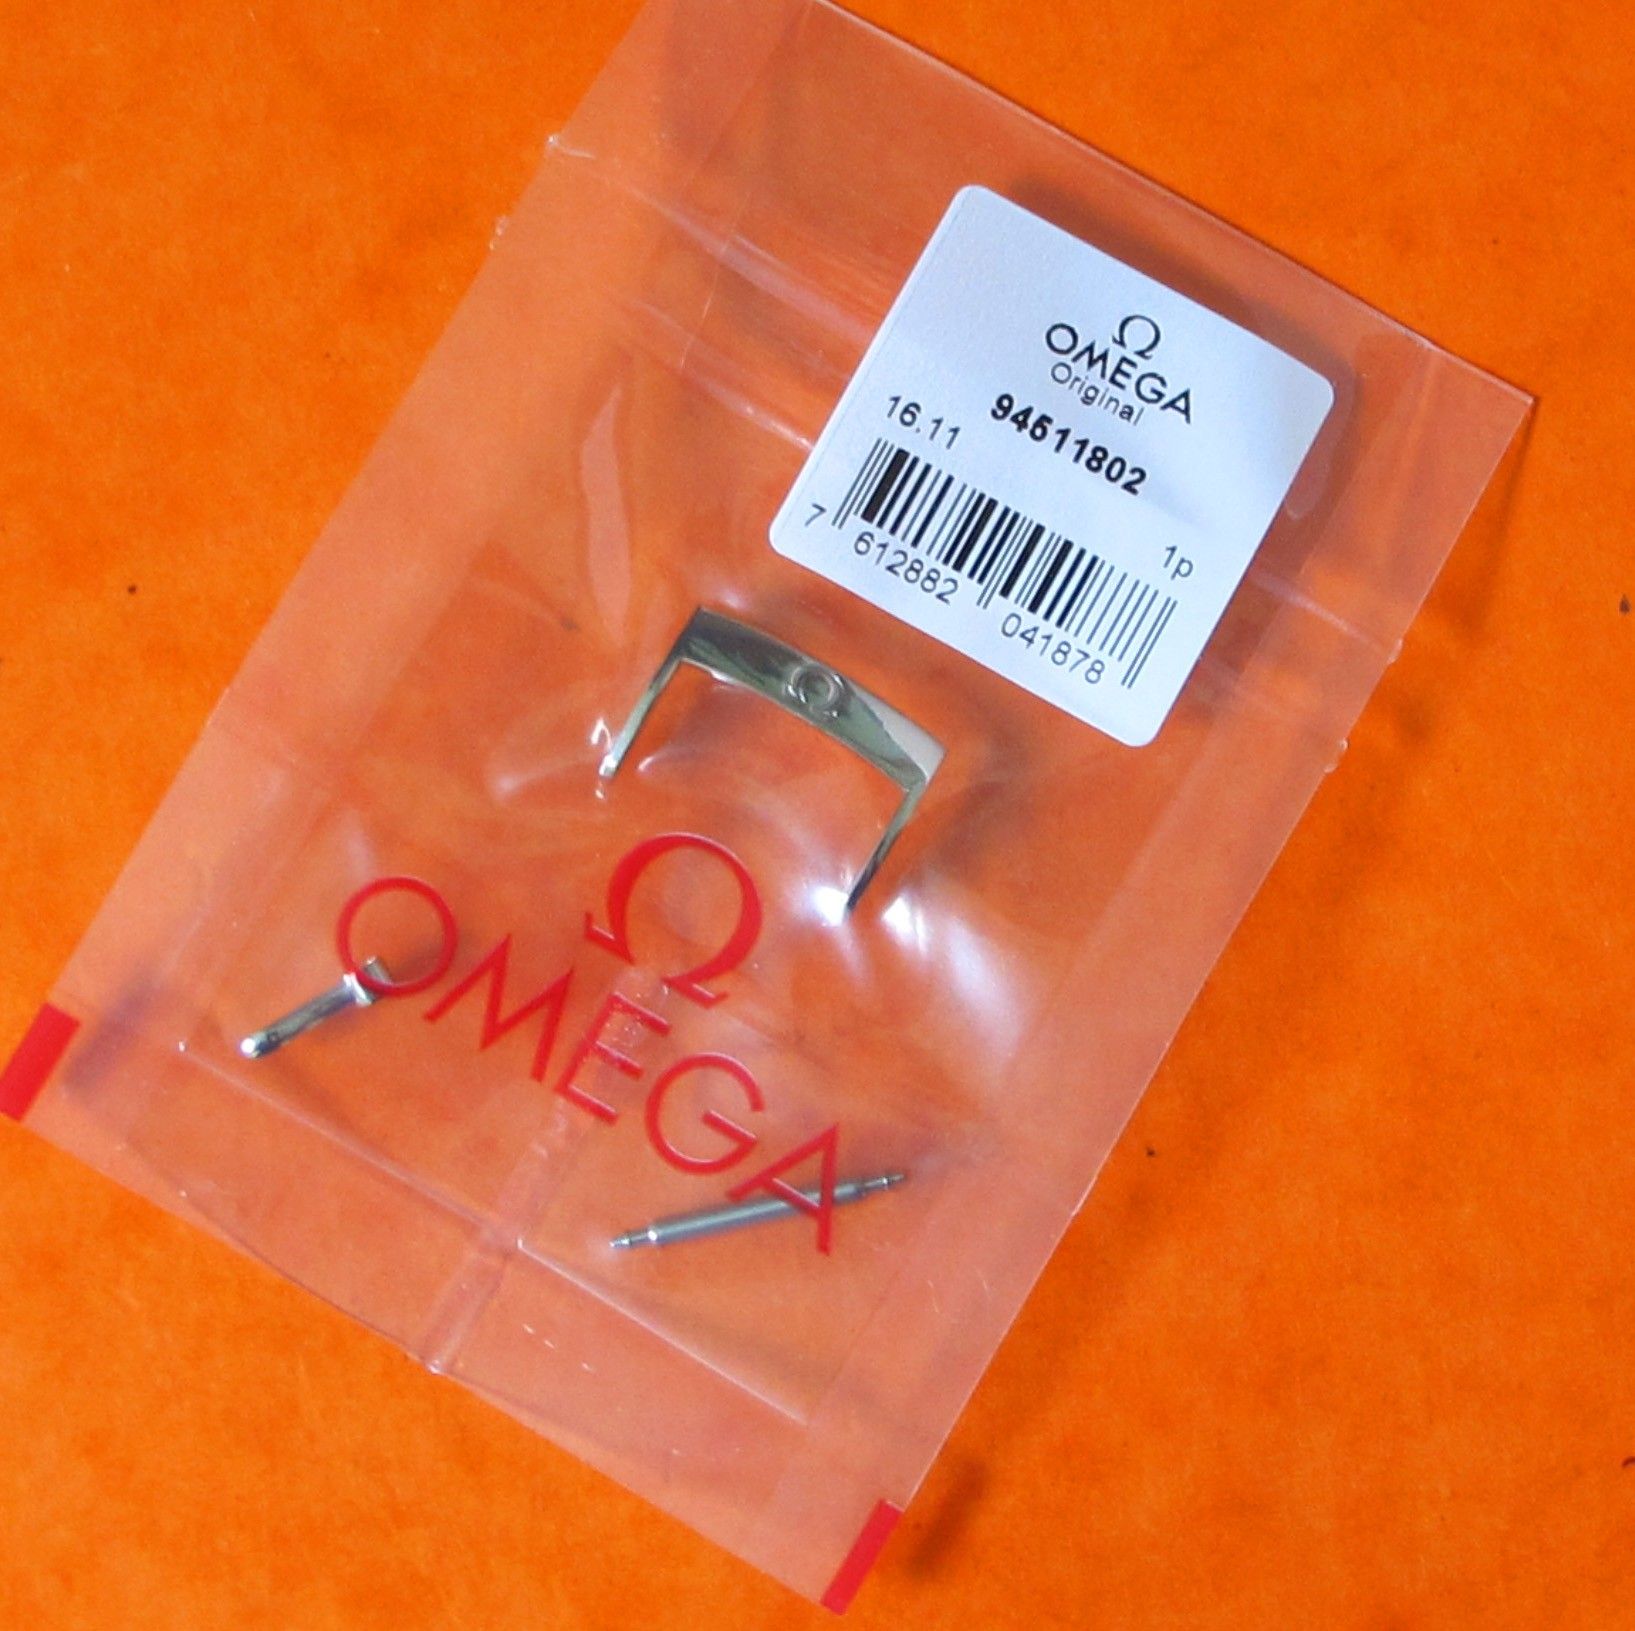 Ω
OMEGA
Original
94511802
16.11
1p
7 612882 041878
Ω
OMEGA